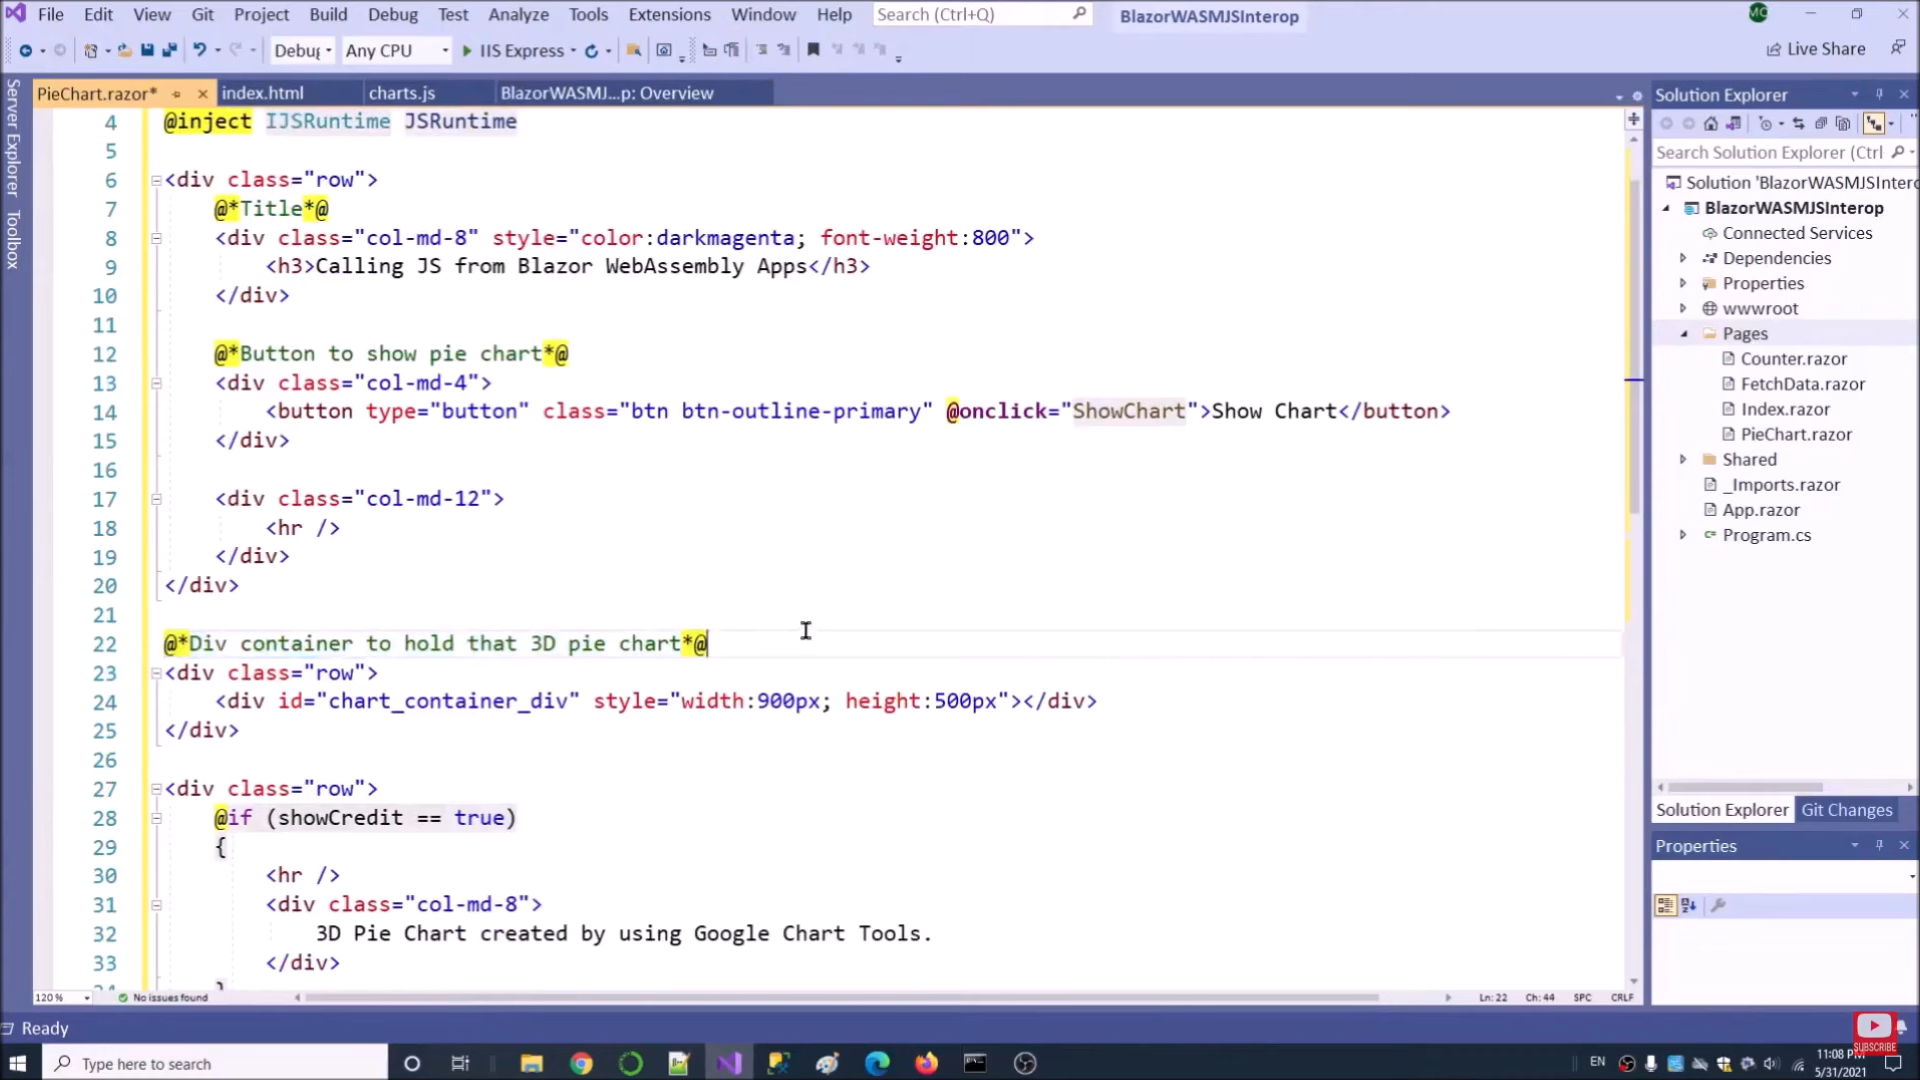 File Edit View Git Project Build Debug Test Analyze Tools Extensions Window Help Search (Ctrl+Q) BlazorWASMJSInterop MC
Debug Any CPU IIS Express Live Share
PieChart.razor* index.html charts.js BlazorWASMJ...p: Overview
Server Explorer
Toolbox
4 @inject IJSRuntime JSRuntime
5
6 <div class="row">
7 @*Title*@
8 <div class="col-md-8" style="color:darkmagenta; font-weight:800">
9 <h3>Calling JS from Blazor WebAssembly Apps</h3>
10 </div>
11
12 @*Button to show pie chart*@
13 <div class="col-md-4">
14 <button type="button" class="btn btn-outline-primary" @onclick="ShowChart">Show Chart</button>
15 </div>
16
17 <div class="col-md-12">
18 <hr />
19 </div>
20 </div>
21
22 @*Div container to hold that 3D pie chart*@
23 <div class="row">
24 <div id="chart_container_div" style="width:900px; height:500px"></div>
25 </div>
26
27 <div class="row">
28 @if (showCredit == true)
29 {
30 <hr />
31 <div class="col-md-8">
32 3D Pie Chart created by using Google Chart Tools.
33 </div>
120 % No issues found Ln: 22 Ch: 44 SPC CRLF
Solution Explorer
Search Solution Explorer (Ctrl
Solution 'BlazorWASMJSInterc
BlazorWASMJSInterop
Connected Services
Dependencies
Properties
wwwroot
Pages
Counter.razor
FetchData.razor
Index.razor
PieChart.razor
Shared
_Imports.razor
App.razor
Program.cs
Solution Explorer Git Changes
Properties
Ready
SUBSCRIBE
Type here to search
EN
11:08 PM
5/31/2021